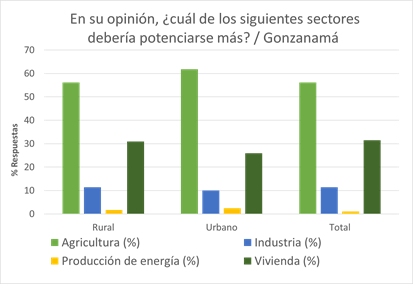 En su opinión, ¿cuál de los siguientes sectores
debería potenciarse más? / Gonzanamá
70
60
50
40
30
20
10
0
% Respuestas
Rural Urbano Total
Agricultura (%) Industria (%)
Producción de energía (%) Vivienda (%)